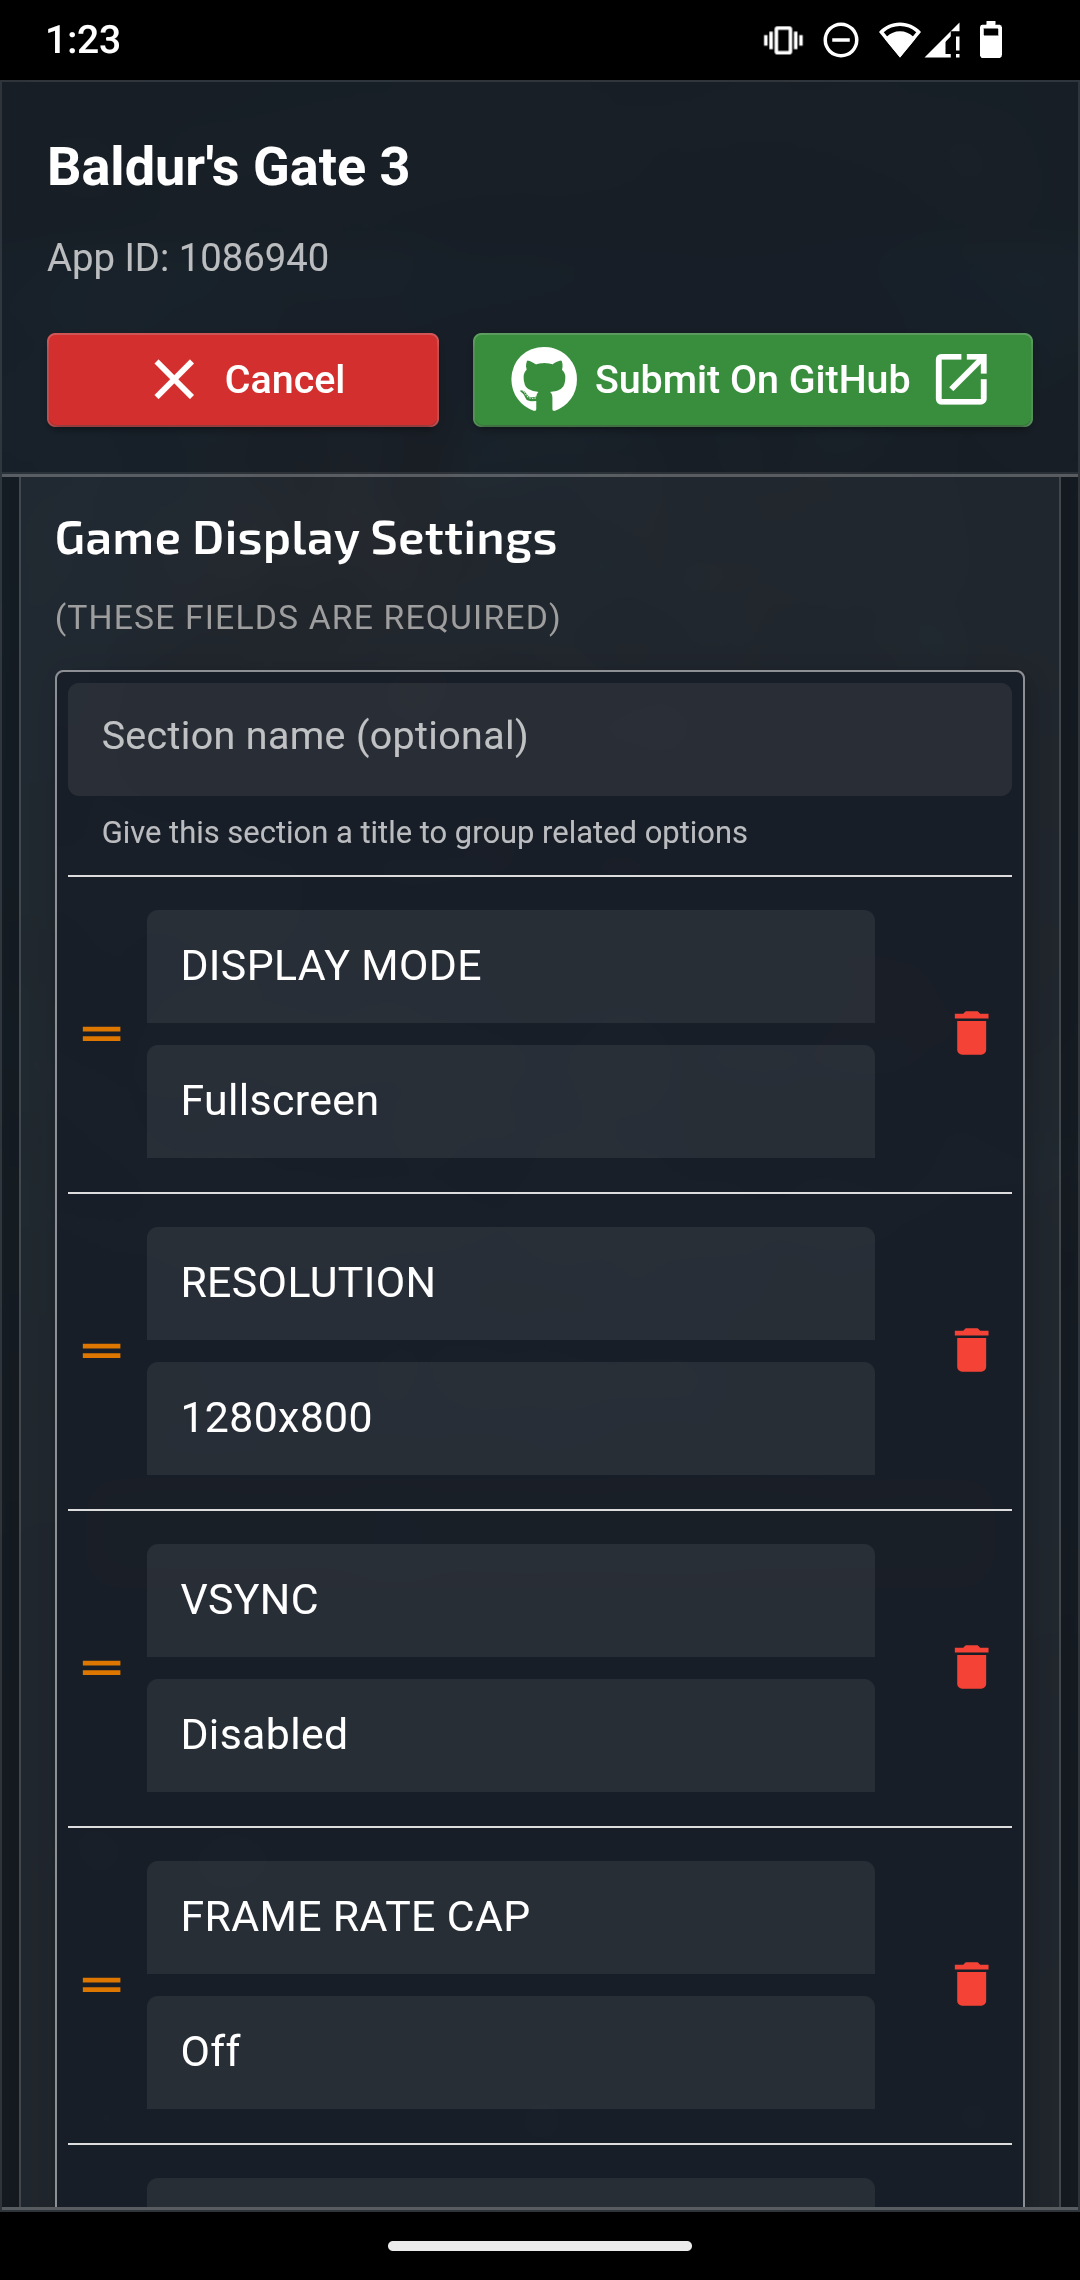 1:23
Baldur's Gate 3
App ID: 1086940
Cancel
Submit On GitHub
Game Display Settings
(THESE FIELDS ARE REQUIRED)
Section name (optional)
Give this section a title to group related options
DISPLAY MODE
Fullscreen
RESOLUTION
1280x800
VSYNC
Disabled
FRAME RATE CAP
Off